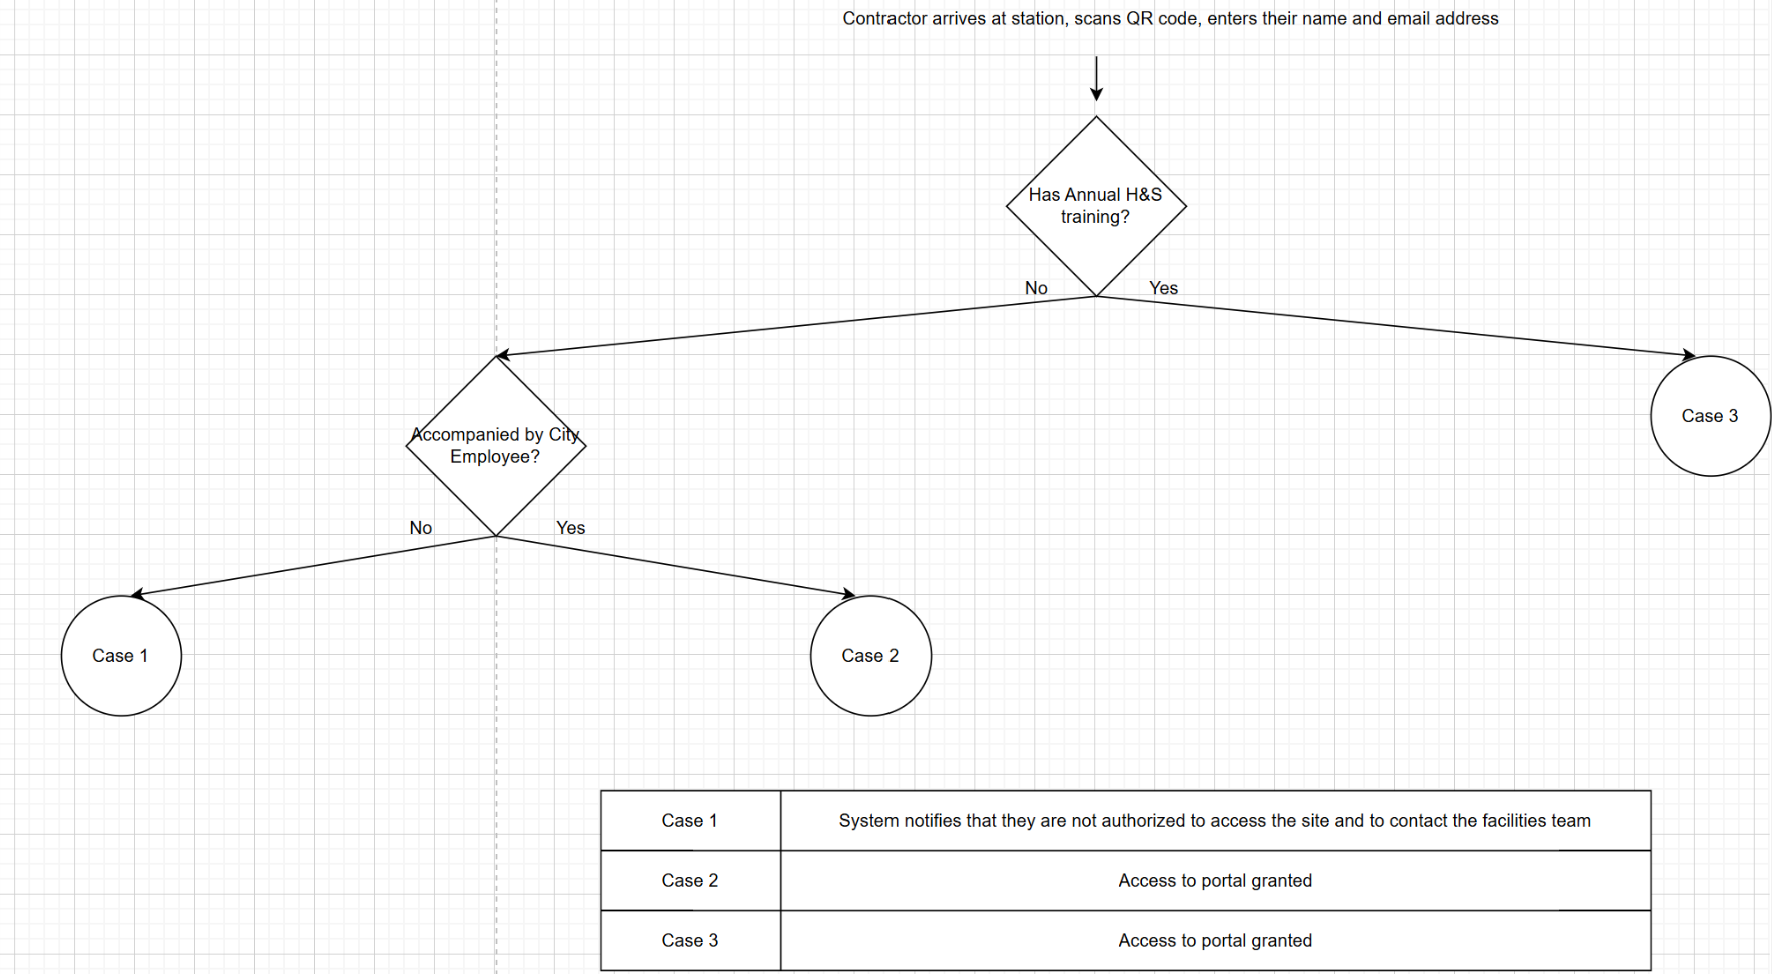 Contractor arrives at station, scans QR code, enters their name and email address
Has Annual H&S
training?
No
Yes
Accompanied by City
Employee?
Case 3
No
Yes
Case 1
Case 2
Case 1
System notifies that they are not authorized to access the site and to contact the facilities team
Case 2
Access to portal granted
Case 3
Access to portal granted